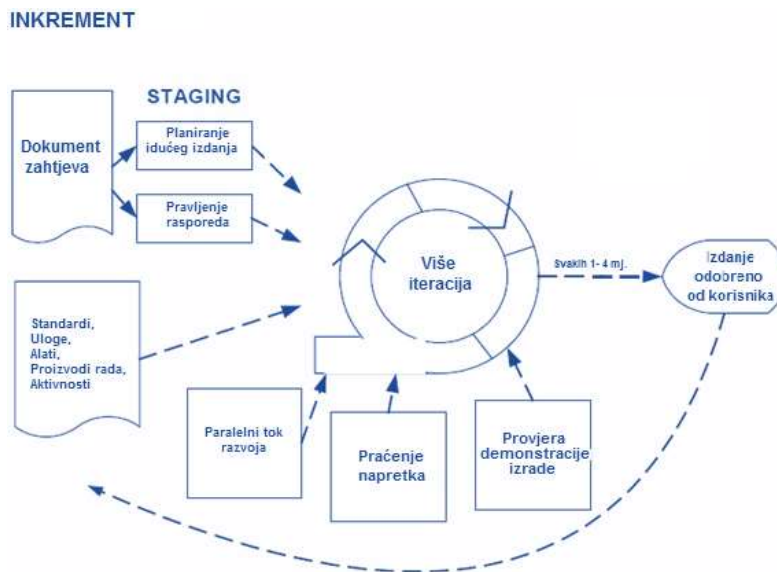 INKREMENT
STAGING
Dokument
zahtjeva
Planiranje
idućeg izdanja
Pravljenje
rasporeda
Više
iteracija
Svakih 1- 4 mj.
Izdanje
odobreno
od korisnika
Standardi,
Uloge,
Alati,
Proizvodi rada,
Aktivnosti
Paralelni tok
razvoja
Praćenje
napretka
Provjera
demonstracije
izrade